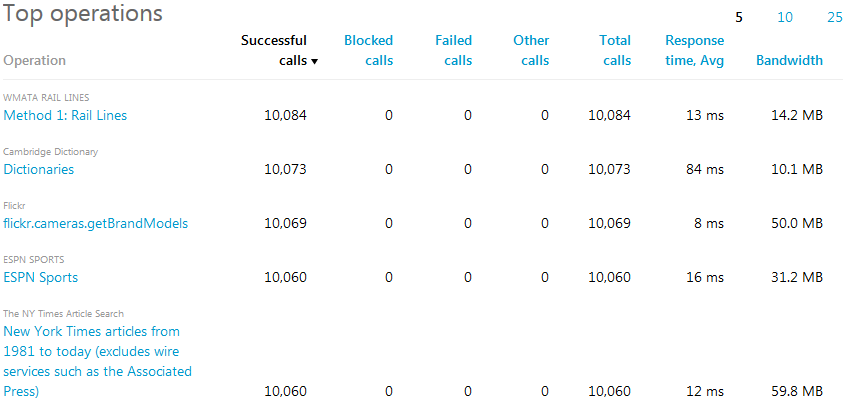 Top operations 5 10 25
Successful Blocked Failed Other Total Response
Operation calls calls calls calls calls time, Avg Bandwidth
WMATA RAIL LINES
Method 1: Rail Lines 10,084 0 0 0 10,084 13 ms 14.2 MB
Cambridge Dictionary
Dictionaries 10,073 0 0 0 10,073 84 ms 10.1 MB
Flickr
flickr.cameras.getBrandModels 10,069 0 0 0 10,069 8 ms 50.0 MB
ESPN SPORTS
ESPN Sports 10,060 0 0 0 10,060 16 ms 31.2 MB
The NY Times Article Search
New York Times articles from
1981 to today (excludes wire
services such as the Associated
Press) 10,060 0 0 0 10,060 12 ms 59.8 MB